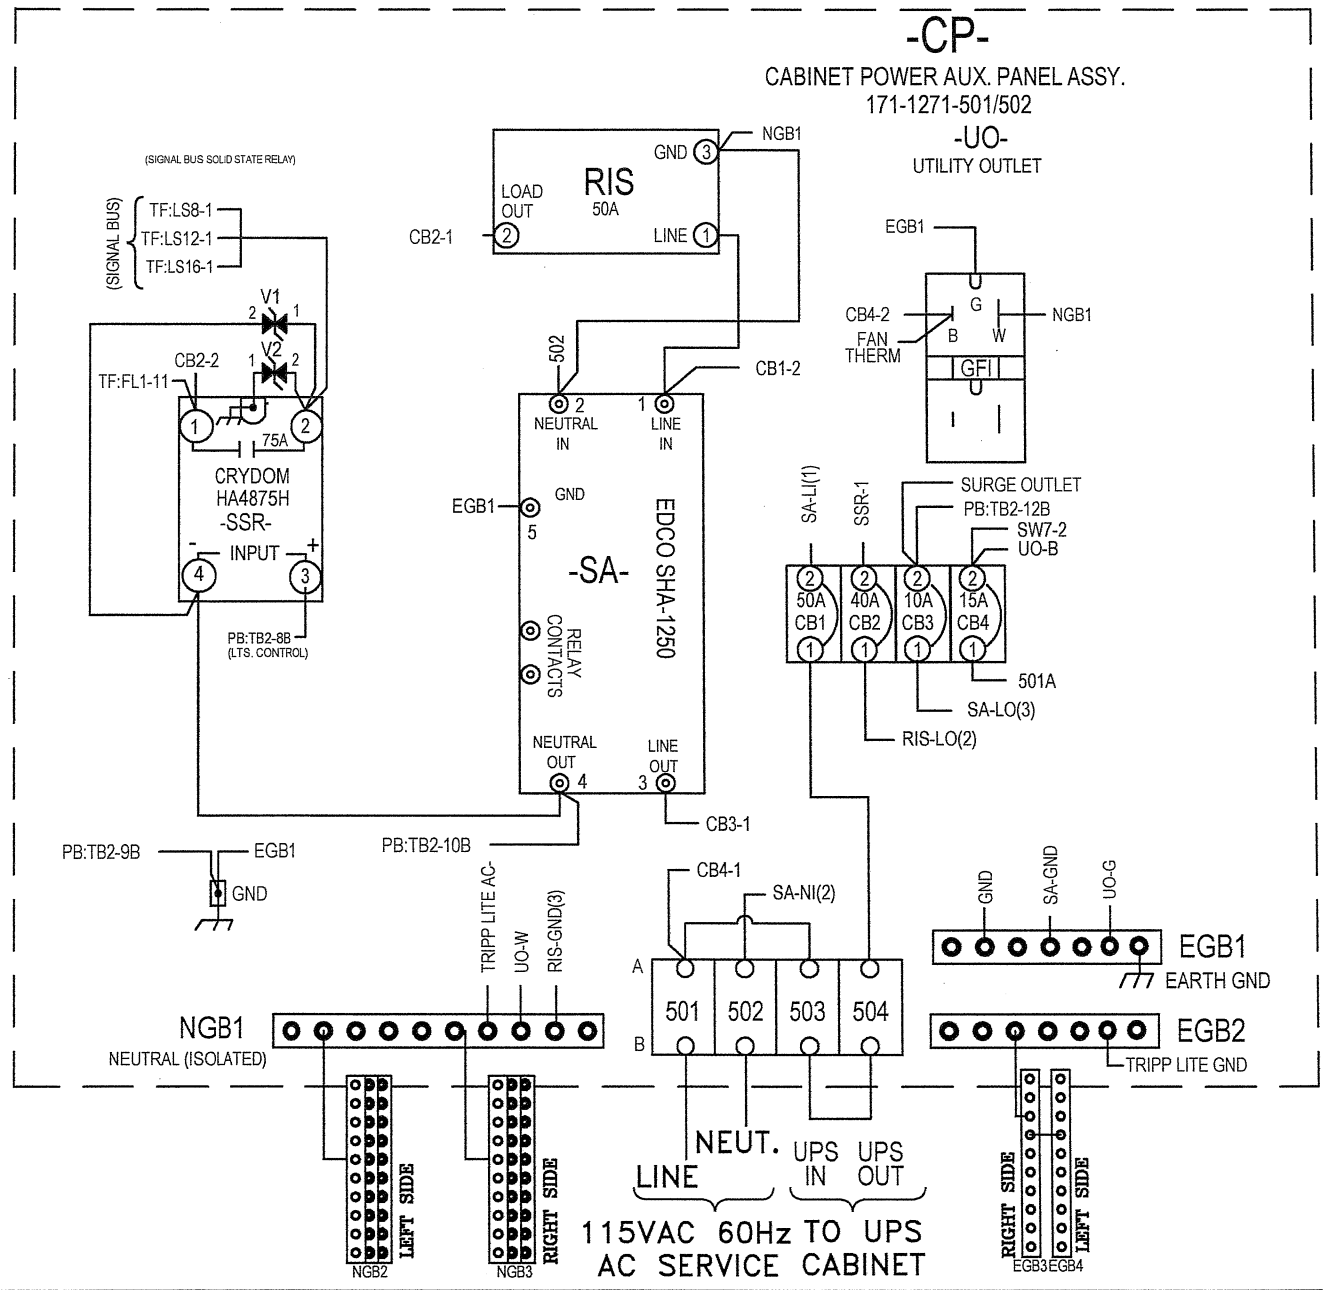 -CP-
CABINET POWER AUX. PANEL ASSY.
171-1271-501/502
-UO-
UTILITY OUTLET
(SIGNAL BUS SOLID STATE RELAY)
(SIGNAL BUS)
TF:LS8-1
TF:LS12-1
TF:LS16-1
V1
2
1
V2
1
2
CB2-2
TF:FL1-11
1
2
75A
CRYDOM
HA4875H
-SSR-
-
INPUT
+
4
3
PB:TB2-8B
(LTS. CONTROL)
NGB1
GND
3
RIS
50A
LOAD
OUT
CB2-1
2
LINE
1
502
CB1-2
2
NEUTRAL
IN
1
LINE
IN
EGB1
GND
5
-SA-
EDCO SHA-1250
RELAY
CONTACTS
NEUTRAL
OUT
4
LINE
OUT
3
CB3-1
PB:TB2-10B
EGB1
G
CB4-2
FAN
THERM
B
W
NGB1
GFI
SA-LI(1)
SSR-1
SURGE OUTLET
PB:TB2-12B
SW7-2
UO-B
2
2
2
2
50A
40A
10A
15A
CB1
CB2
CB3
CB4
1
1
1
1
501A
SA-LO(3)
RIS-LO(2)
PB:TB2-9B
EGB1
GND
TRIPP LITE AC-
UO-W
RIS-GND(3)
NGB1
NEUTRAL (ISOLATED)
CB4-1
SA-NI(2)
A
501
502
503
504
B
GND
SA-GND
UO-G
EGB1
EARTH GND
EGB2
TRIPP LITE GND
LEFT SIDE
NGB2
RIGHT SIDE
NGB3
NEUT.
LINE
UPS
IN
UPS
OUT
115VAC 60Hz TO UPS
AC SERVICE CABINET
RIGHT SIDE
LEFT SIDE
EGB3
EGB4